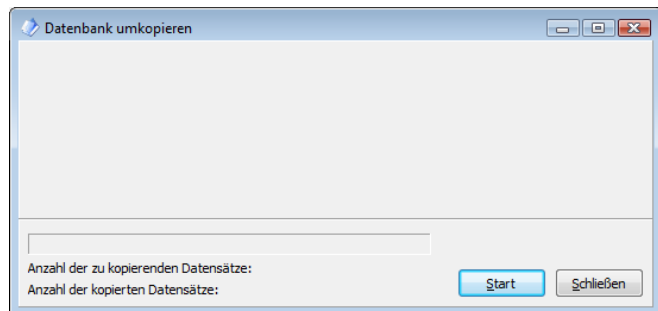 Datenbank umkopieren
Anzahl der zu kopierenden Datensätze:
Anzahl der kopierten Datensätze:
Start
Schließen